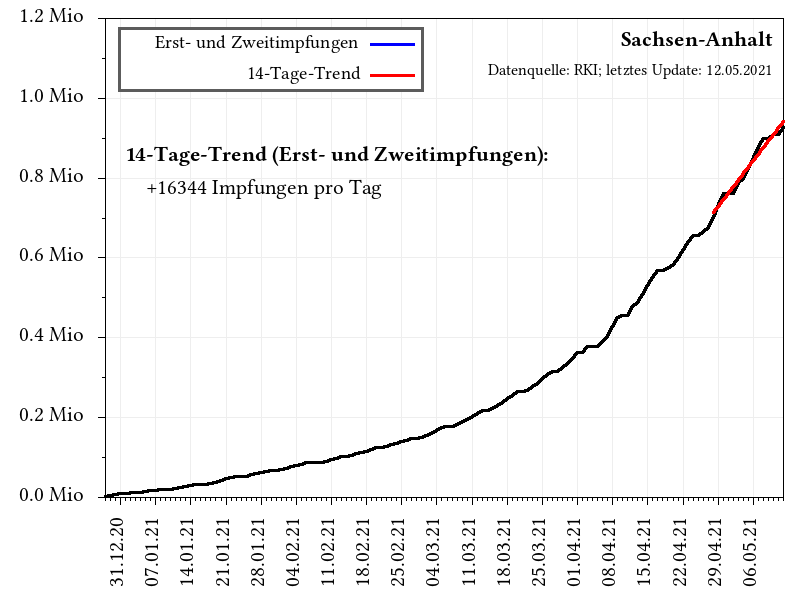 1.2 Mio
1.0 Mio
0.8 Mio
0.6 Mio
0.4 Mio
0.2 Mio
0.0 Mio
Erst- und Zweitimpfungen
14-Tage-Trend
Sachsen-Anhalt
Datenquelle: RKI; letztes Update: 12.05.2021
14-Tage-Trend (Erst- und Zweitimpfungen):
+16344 Impfungen pro Tag
31.12.20
07.01.21
14.01.21
21.01.21
28.01.21
04.02.21
11.02.21
18.02.21
25.02.21
04.03.21
11.03.21
18.03.21
25.03.21
01.04.21
08.04.21
15.04.21
22.04.21
29.04.21
06.05.21